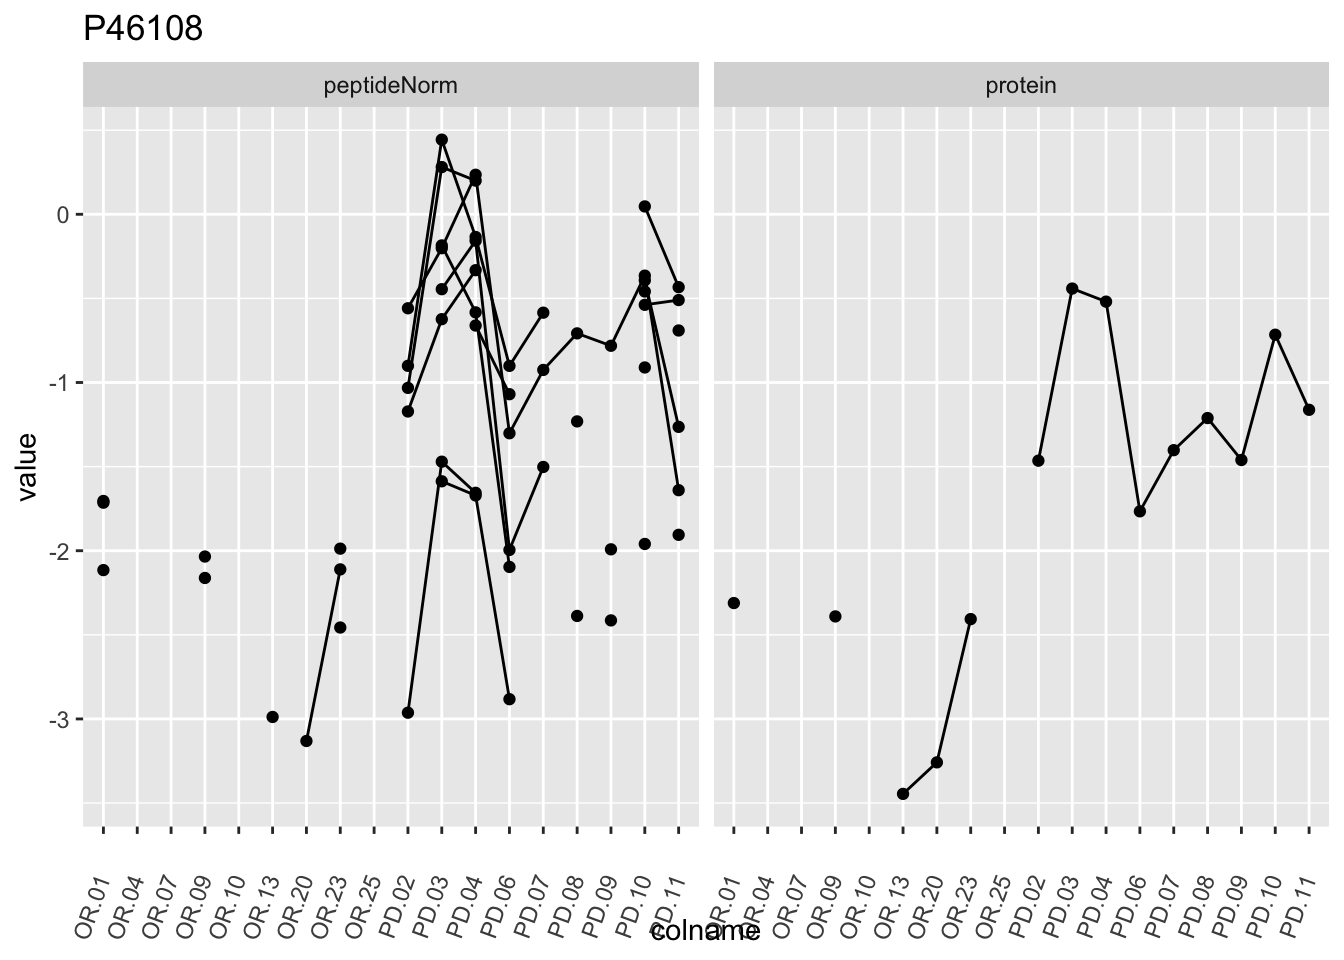 P46108
peptideNorm
protein
value
0
-1
-2
-3
OR.01 OR.04 OR.07 OR.09 OR.10 OR.13 OR.20 OR.23 OR.25 PD.02 PD.03 PD.04 PD.06 PD.07 PD.08 PD.09 PD.10 PD.11
OR.01 OR.04 OR.07 OR.09 OR.10 OR.13 OR.20 OR.23 OR.25 PD.02 PD.03 PD.04 PD.06 PD.07 PD.08 PD.09 PD.10 PD.11
colname